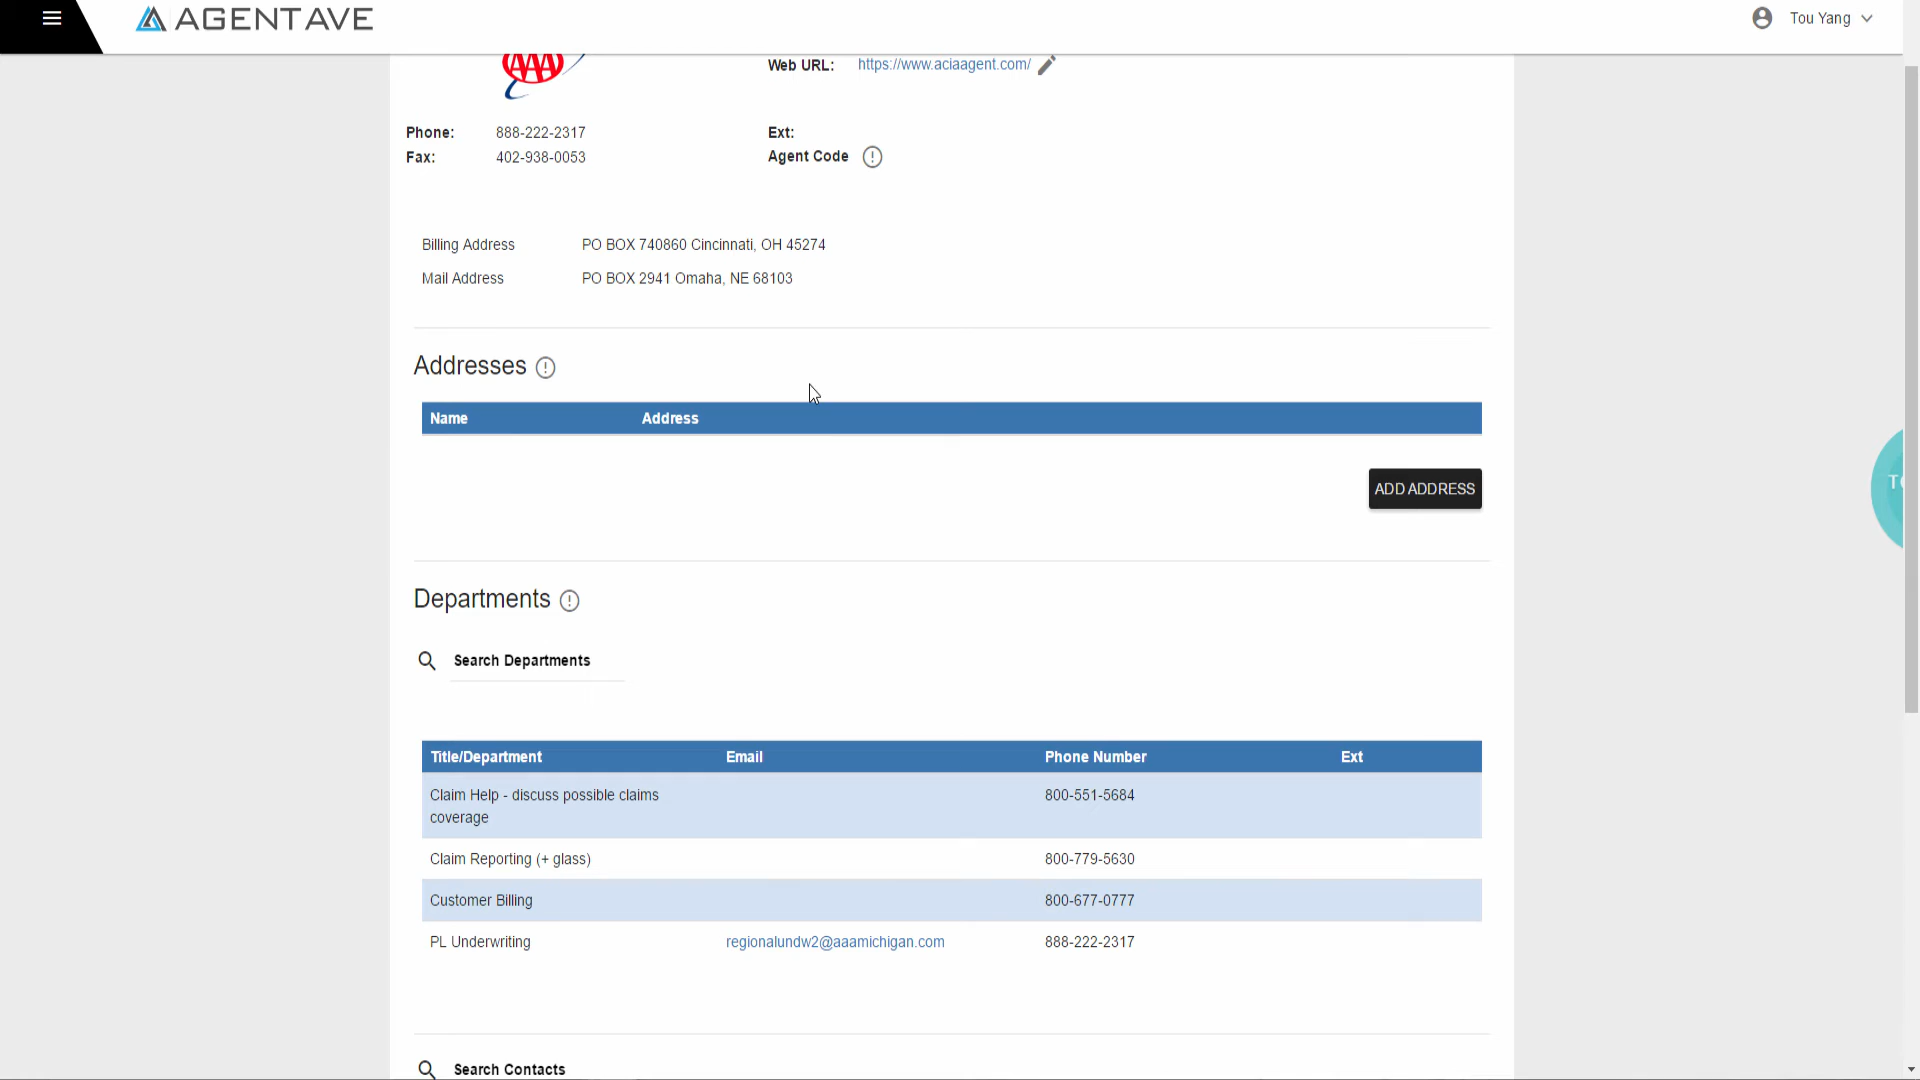 AGENTAVE
Tou Yang
AAA
Web URL: https://www.aciaagent.com/
Phone: 888-222-2317 Ext:
Fax: 402-938-0053 Agent Code
Billing Address PO BOX 740860 Cincinnati, OH 45274
Mail Address PO BOX 2941 Omaha, NE 68103
Addresses
Name Address
ADD ADDRESS
Departments
Search Departments
Title/Department Email Phone Number Ext
Claim Help - discuss possible claims 800-551-5684
coverage
Claim Reporting (+ glass) 800-779-5630
Customer Billing 800-677-0777
PL Underwriting regionalundw2@aaamichigan.com 888-222-2317
Search Contacts